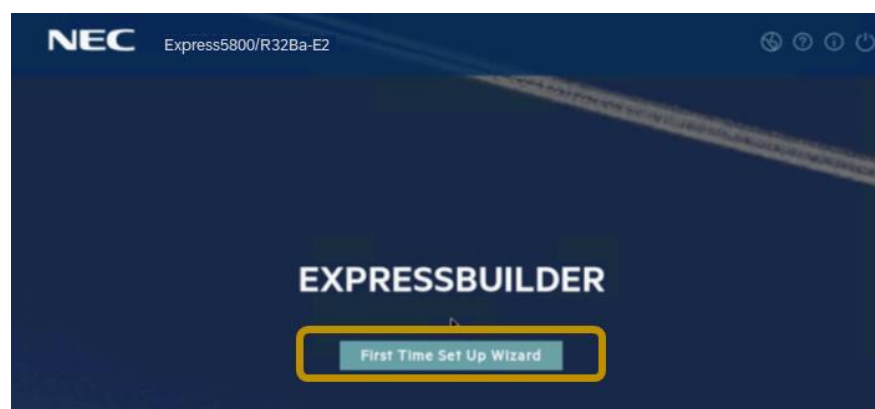 NEC Express5800/R32Ba-E2
EXPRESSBUILDER
First Time Set Up Wizard